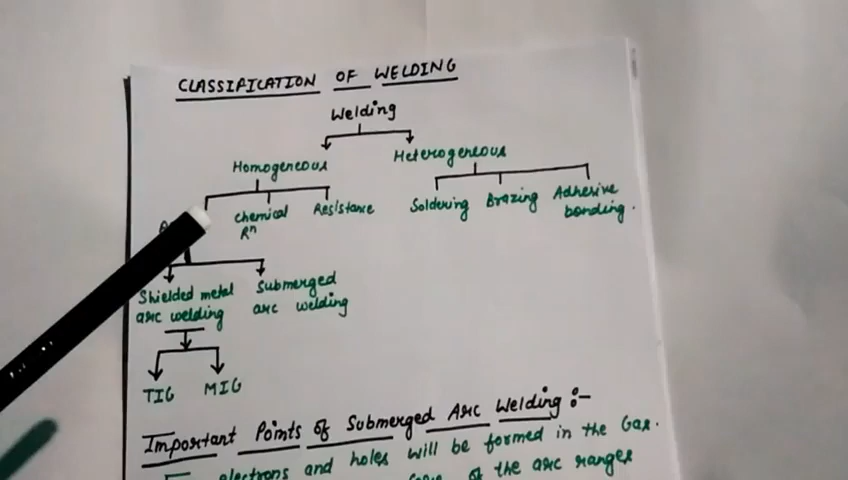 CLASSIFICATION OF WELDING
Welding
Homogeneous Heterogeneous
chemical Rⁿ
Resistance
Soldering Brazing Adhesive bonding.
Shielded metal arc welding
Submerged arc welding
TIG MIG
Important Points of Submerged Arc Welding :-
electrons and holes will be formed in the Gas.
of the arc ranges